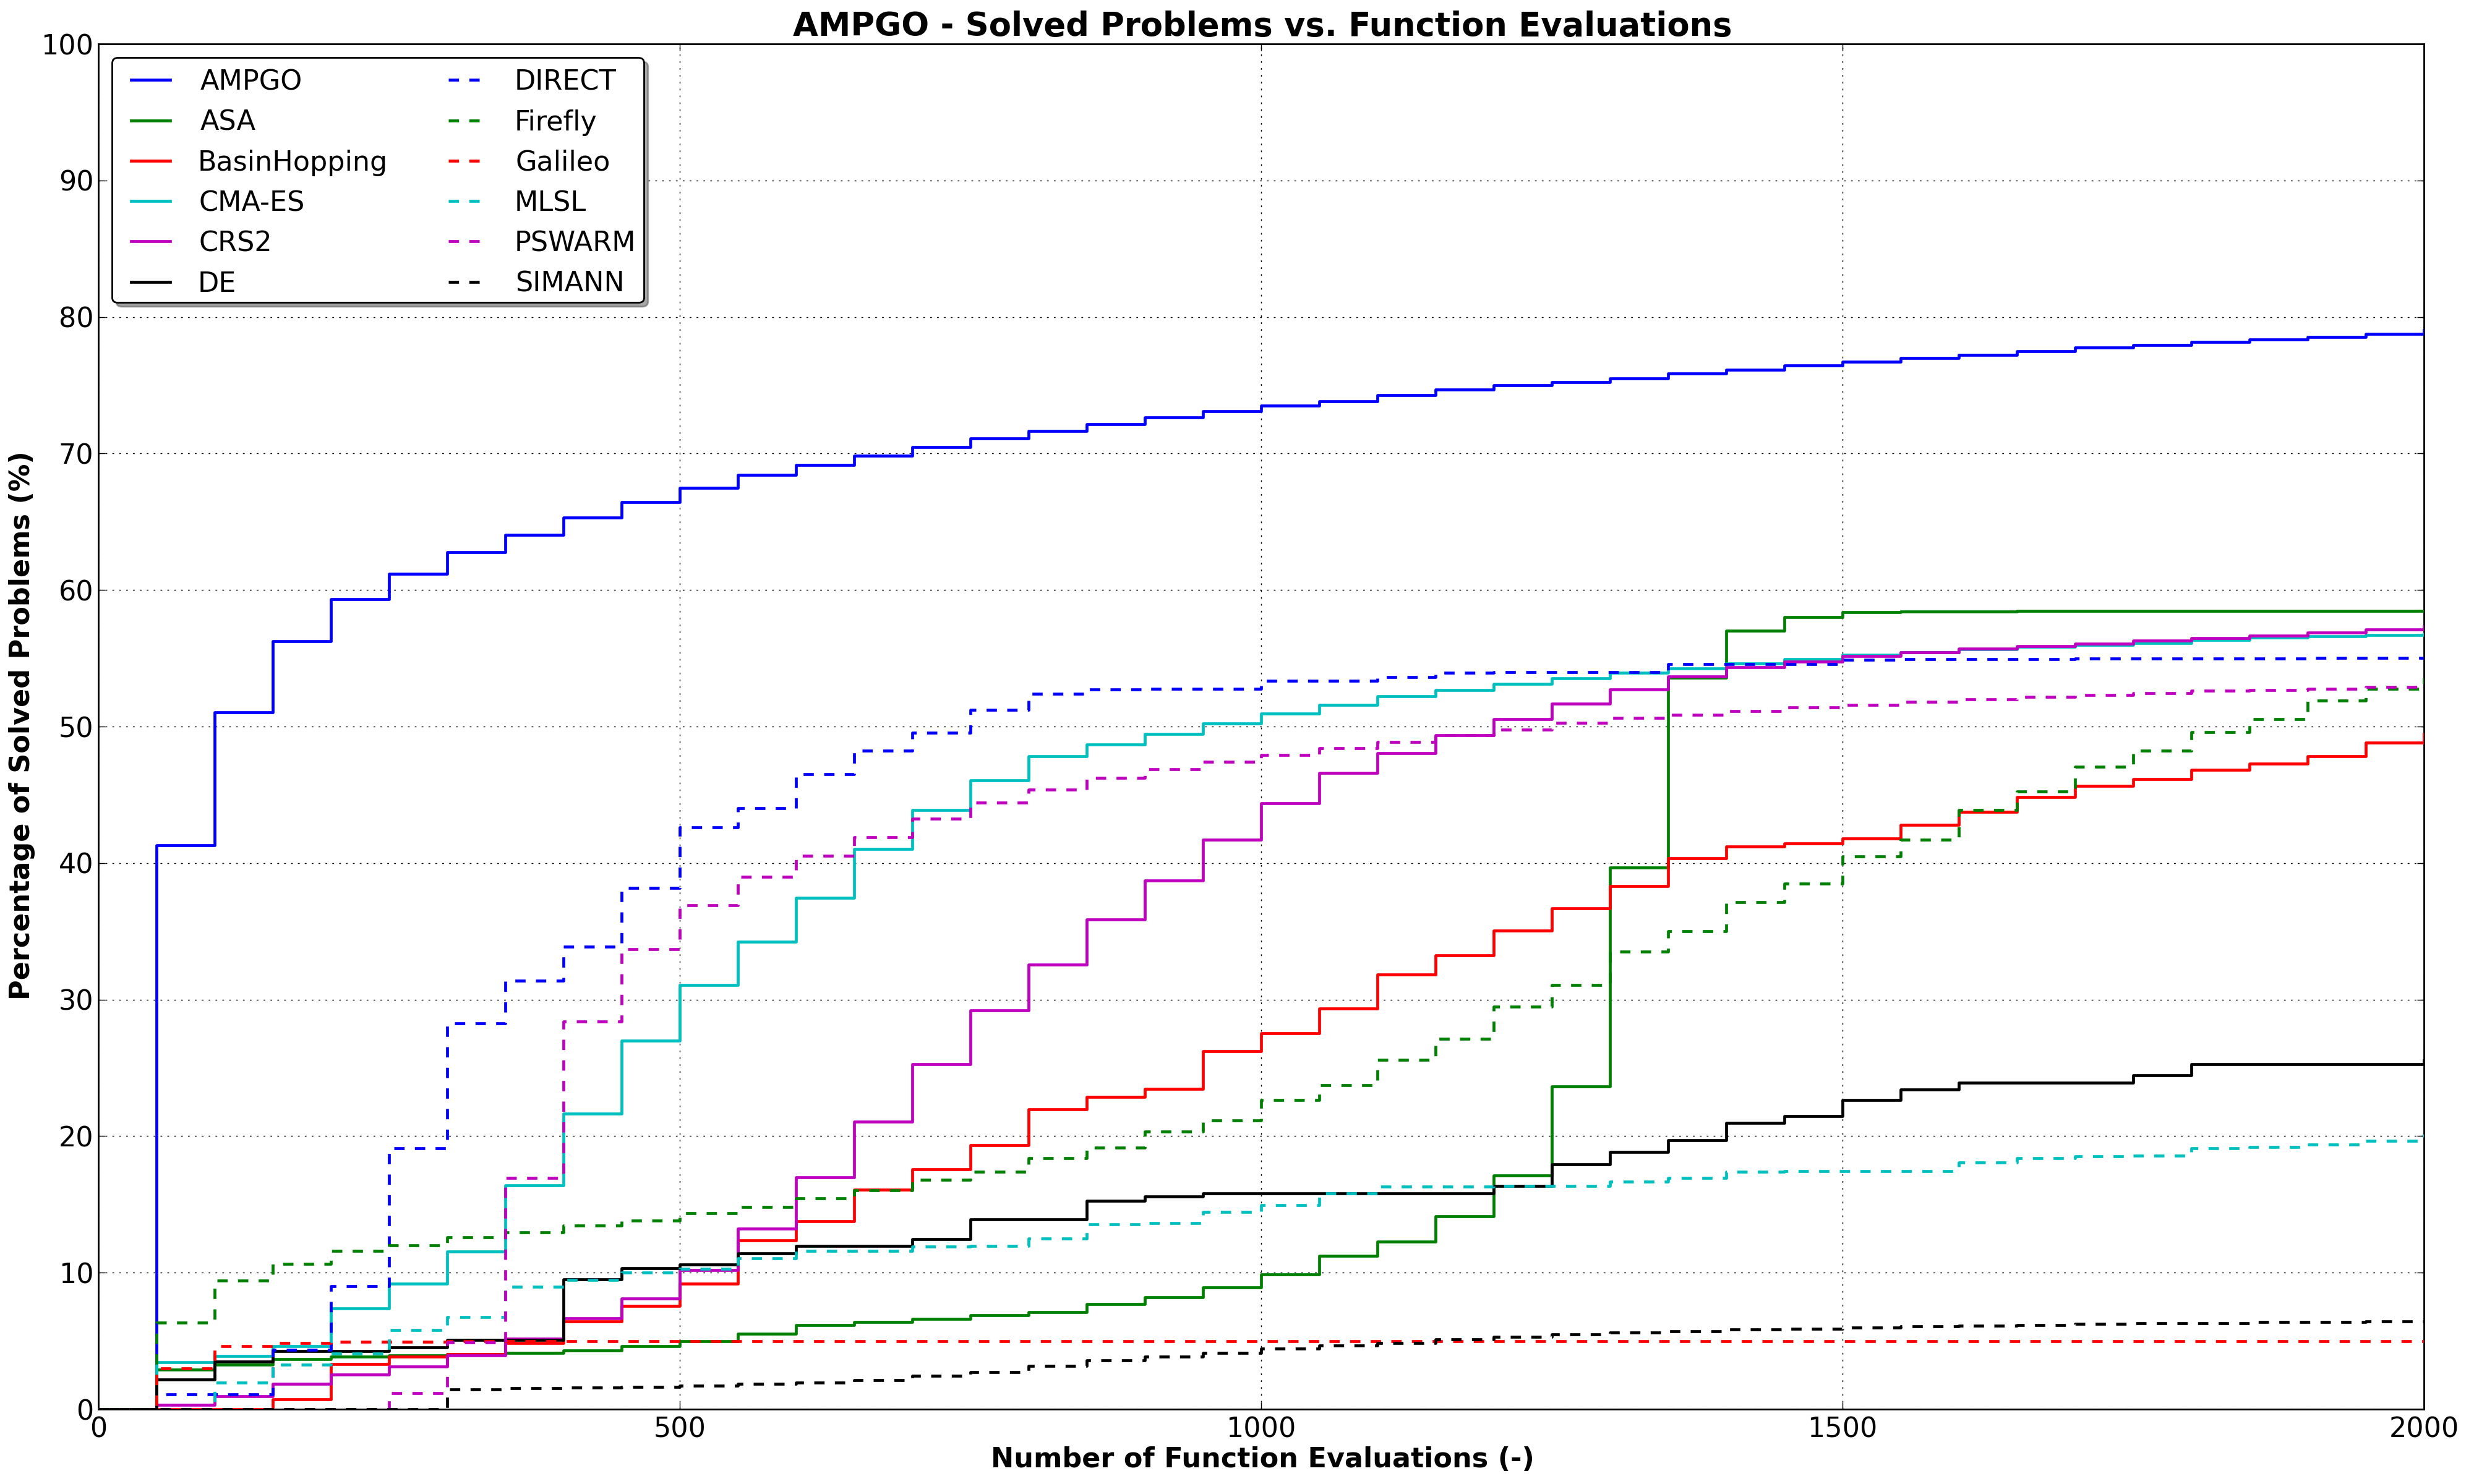 AMPGO - Solved Problems vs. Function Evaluations
100
90
80
70
60
50
40
30
20
10
0
Percentage of Solved Problems (%)
AMPGO
ASA
BasinHopping
CMA-ES
CRS2
DE
DIRECT
Firefly
Galileo
MLSL
PSWARM
SIMANN
0 500 1000 1500 2000
Number of Function Evaluations (-)